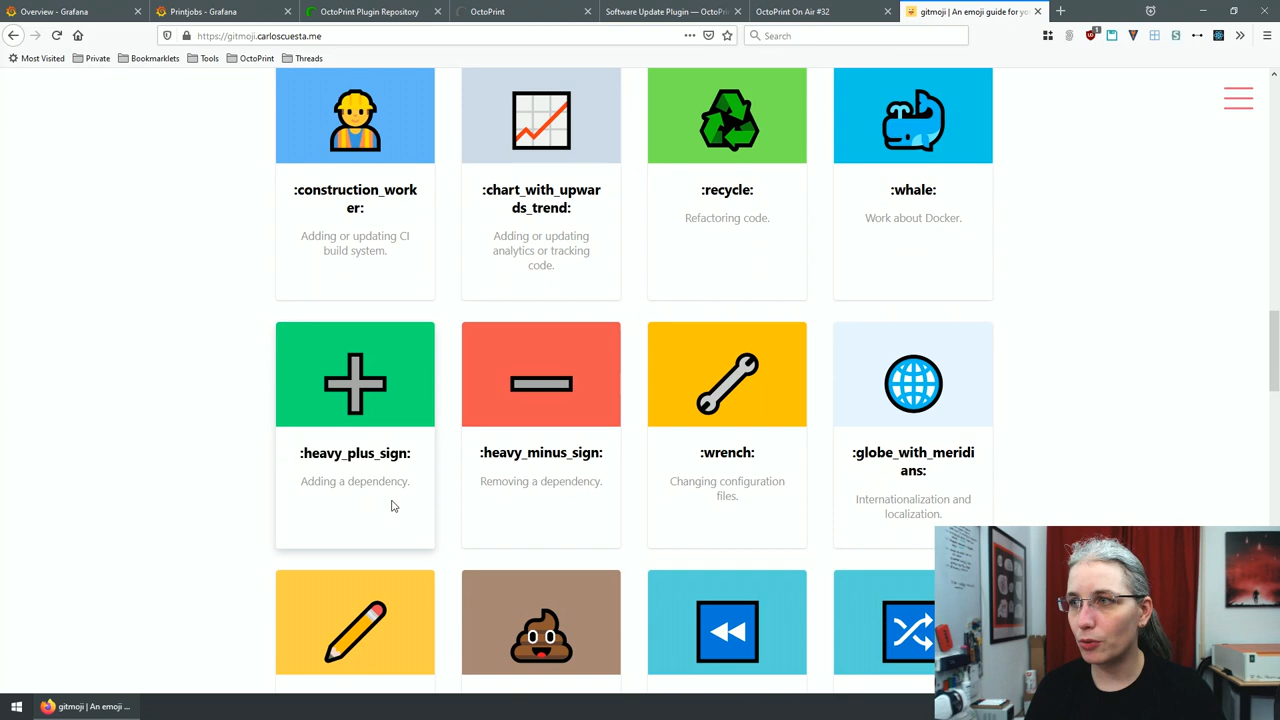 Overview - Grafana
Printjobs - Grafana
OctoPrint Plugin Repository
OctoPrint
Software Update Plugin — OctoPri
OctoPrint On Air #32
gitmoji | An emoji guide for yo
https://gitmoji.carloscuesta.me
Search
Most Visited
Private
Bookmarklets
Tools
OctoPrint
Threads
:construction_work
er:
Adding or updating CI
build system.
:chart_with_upwar
ds_trend:
Adding or updating
analytics or tracking
code.
:recycle:
Refactoring code.
:whale:
Work about Docker.
:heavy_plus_sign:
Adding a dependency.
:heavy_minus_sign:
Removing a dependency.
:wrench:
Changing configuration
files.
:globe_with_meridi
ans:
Internationalization and
localization.
gitmoji | An emoji ...